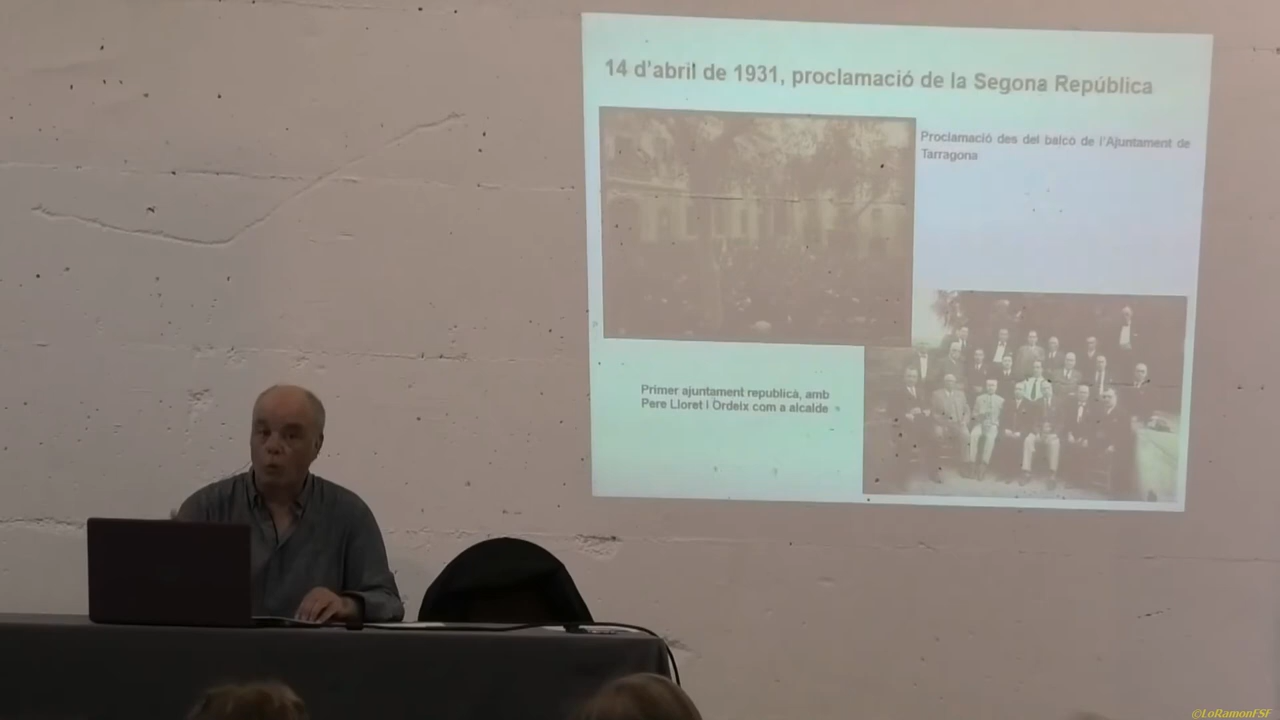 14 d'abril de 1931, proclamació de la Segona República
Proclamació des del balcó de l'Ajuntament de
Tarragona
Primer ajuntament republicà, amb
Pere Lloret i Ordeix com a alcalde
©LoRamonFSF